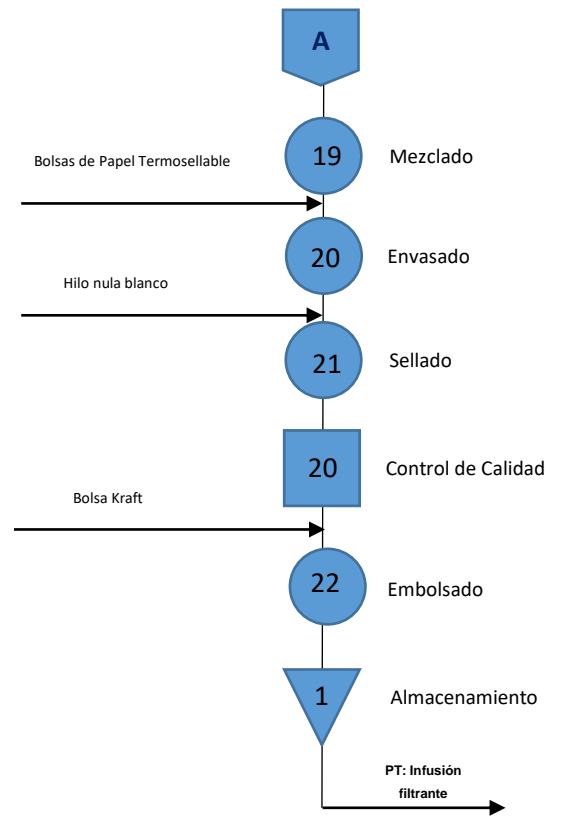 A
19 Mezclado
Bolsas de Papel Termosellable
20 Envasado
Hilo nula blanco
21 Sellado
20 Control de Calidad
Bolsa Kraft
22 Embolsado
1 Almacenamiento
PT: Infusión
filtrante